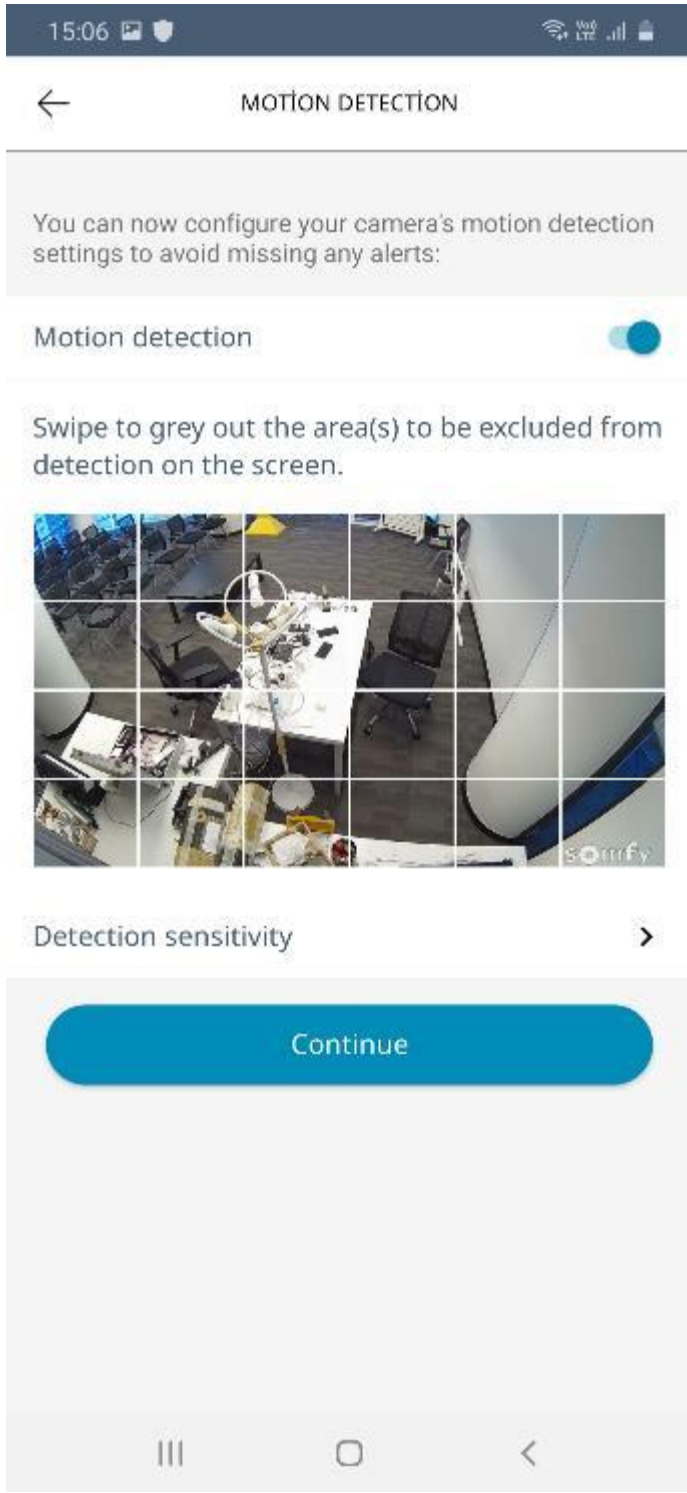 15:06 Voo LTE
MOTİON DETECTİON
You can now configure your camera's motion detection
settings to avoid missing any alerts:
Motion detection
Swipe to grey out the area(s) to be excluded from
detection on the screen.
somfy
Detection sensitivity
Continue